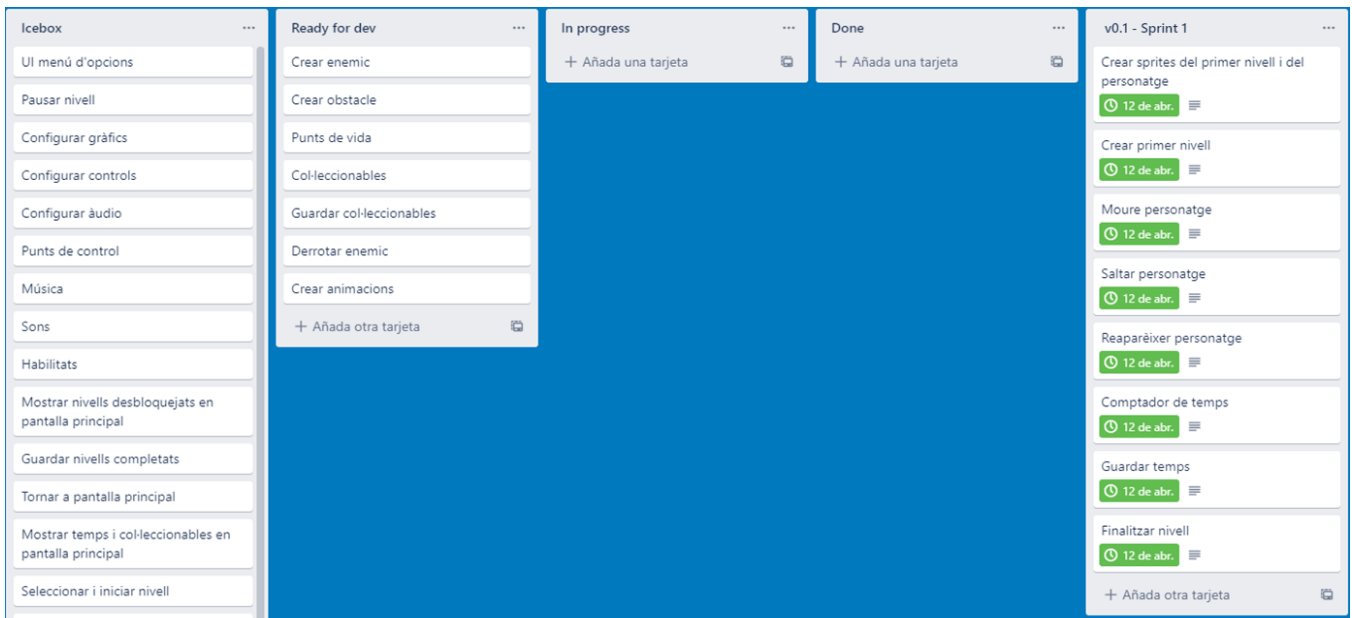 Icebox
UI menú d'opcions
Pausar nivell
Configurar gràfics
Configurar controls
Configurar àudio
Punts de control
Música
Sons
Habilitats
Mostrar nivells desbloquejats en
pantalla principal
Guardar nivells completats
Tornar a pantalla principal
Mostrar temps i col·leccionables en
pantalla principal
Seleccionar i iniciar nivell
Ready for dev
Crear enemic
Crear obstacle
Punts de vida
Col·leccionables
Guardar col·leccionables
Derrotar enemic
Crear animacions
+ Añada otra tarjeta
In progress
+ Añada una tarjeta
Done
+ Añada una tarjeta
v0.1 - Sprint 1
Crear sprites del primer nivell i del
personatge
12 de abr.
Crear primer nivell
12 de abr.
Moure personatge
12 de abr.
Saltar personatge
12 de abr.
Reaparèixer personatge
12 de abr.
Comptador de temps
12 de abr.
Guardar temps
12 de abr.
Finalitzar nivell
12 de abr.
+ Añada otra tarjeta